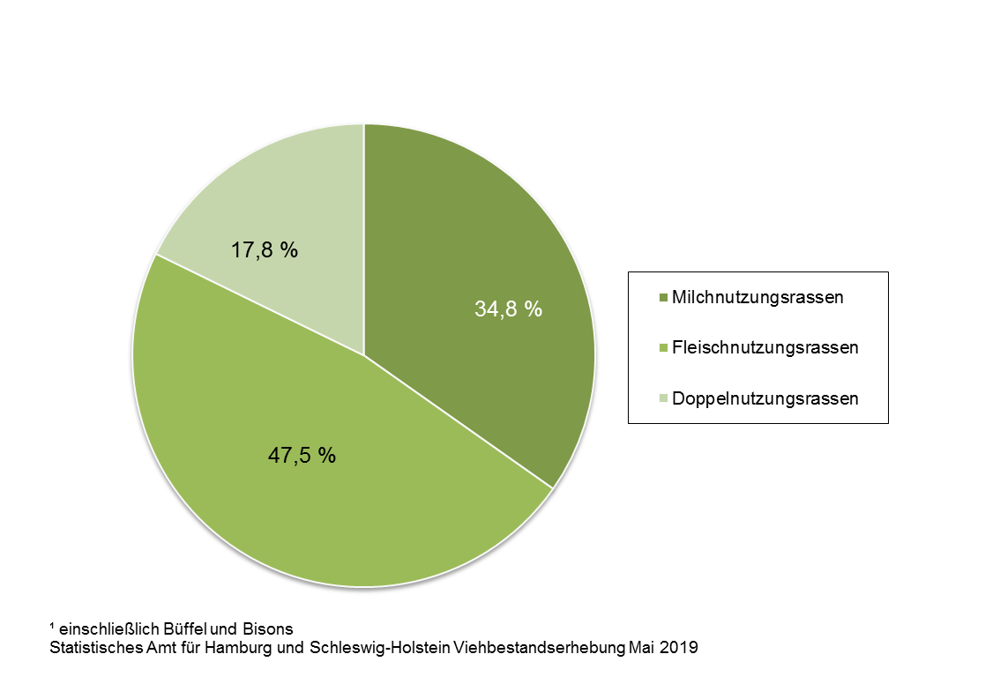 17,8 %
34,8 %
47,5 %
Milchnutzungsrassen
Fleischnutzungsrassen
Doppelnutzungsrassen
¹ einschließlich Büffel und Bisons
Statistisches Amt für Hamburg und Schleswig-Holstein Viehbestandserhebung Mai 2019